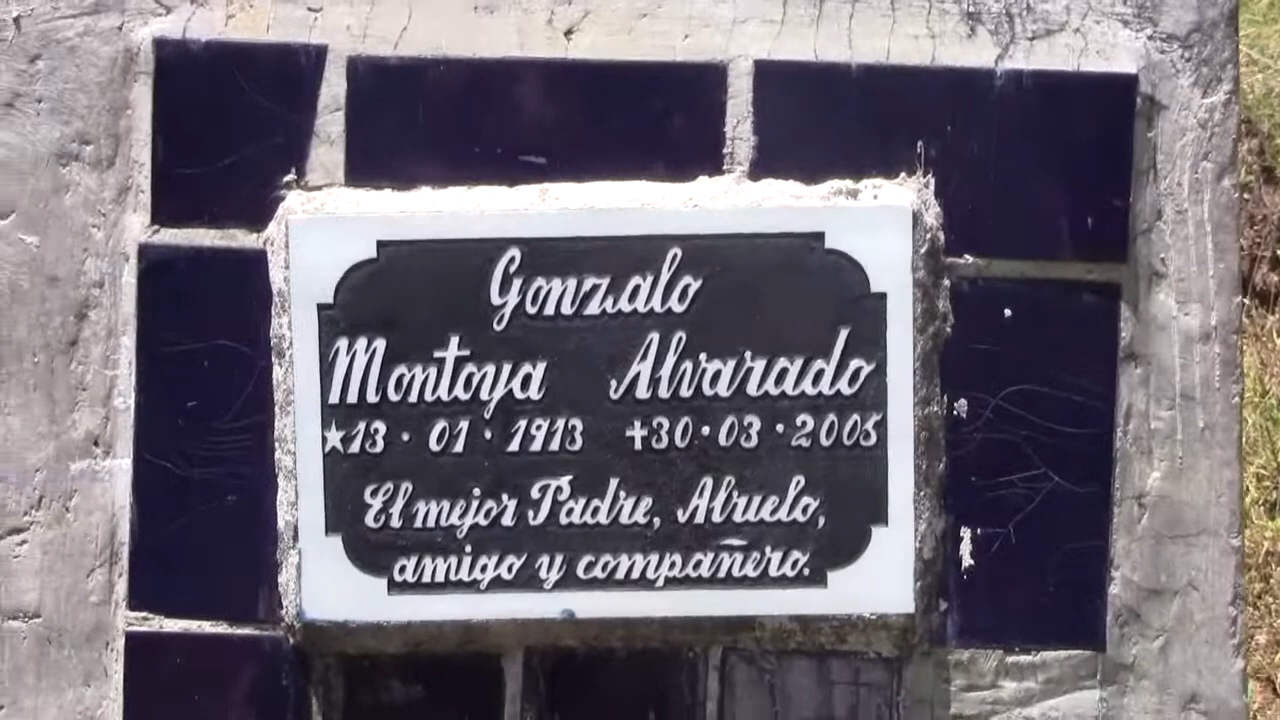 Gonzalo
Montoya Alvarado
★13 · 01 · 1913 ✝30 · 03 · 2005
El mejor Padre, Abuelo,
amigo y compañero.